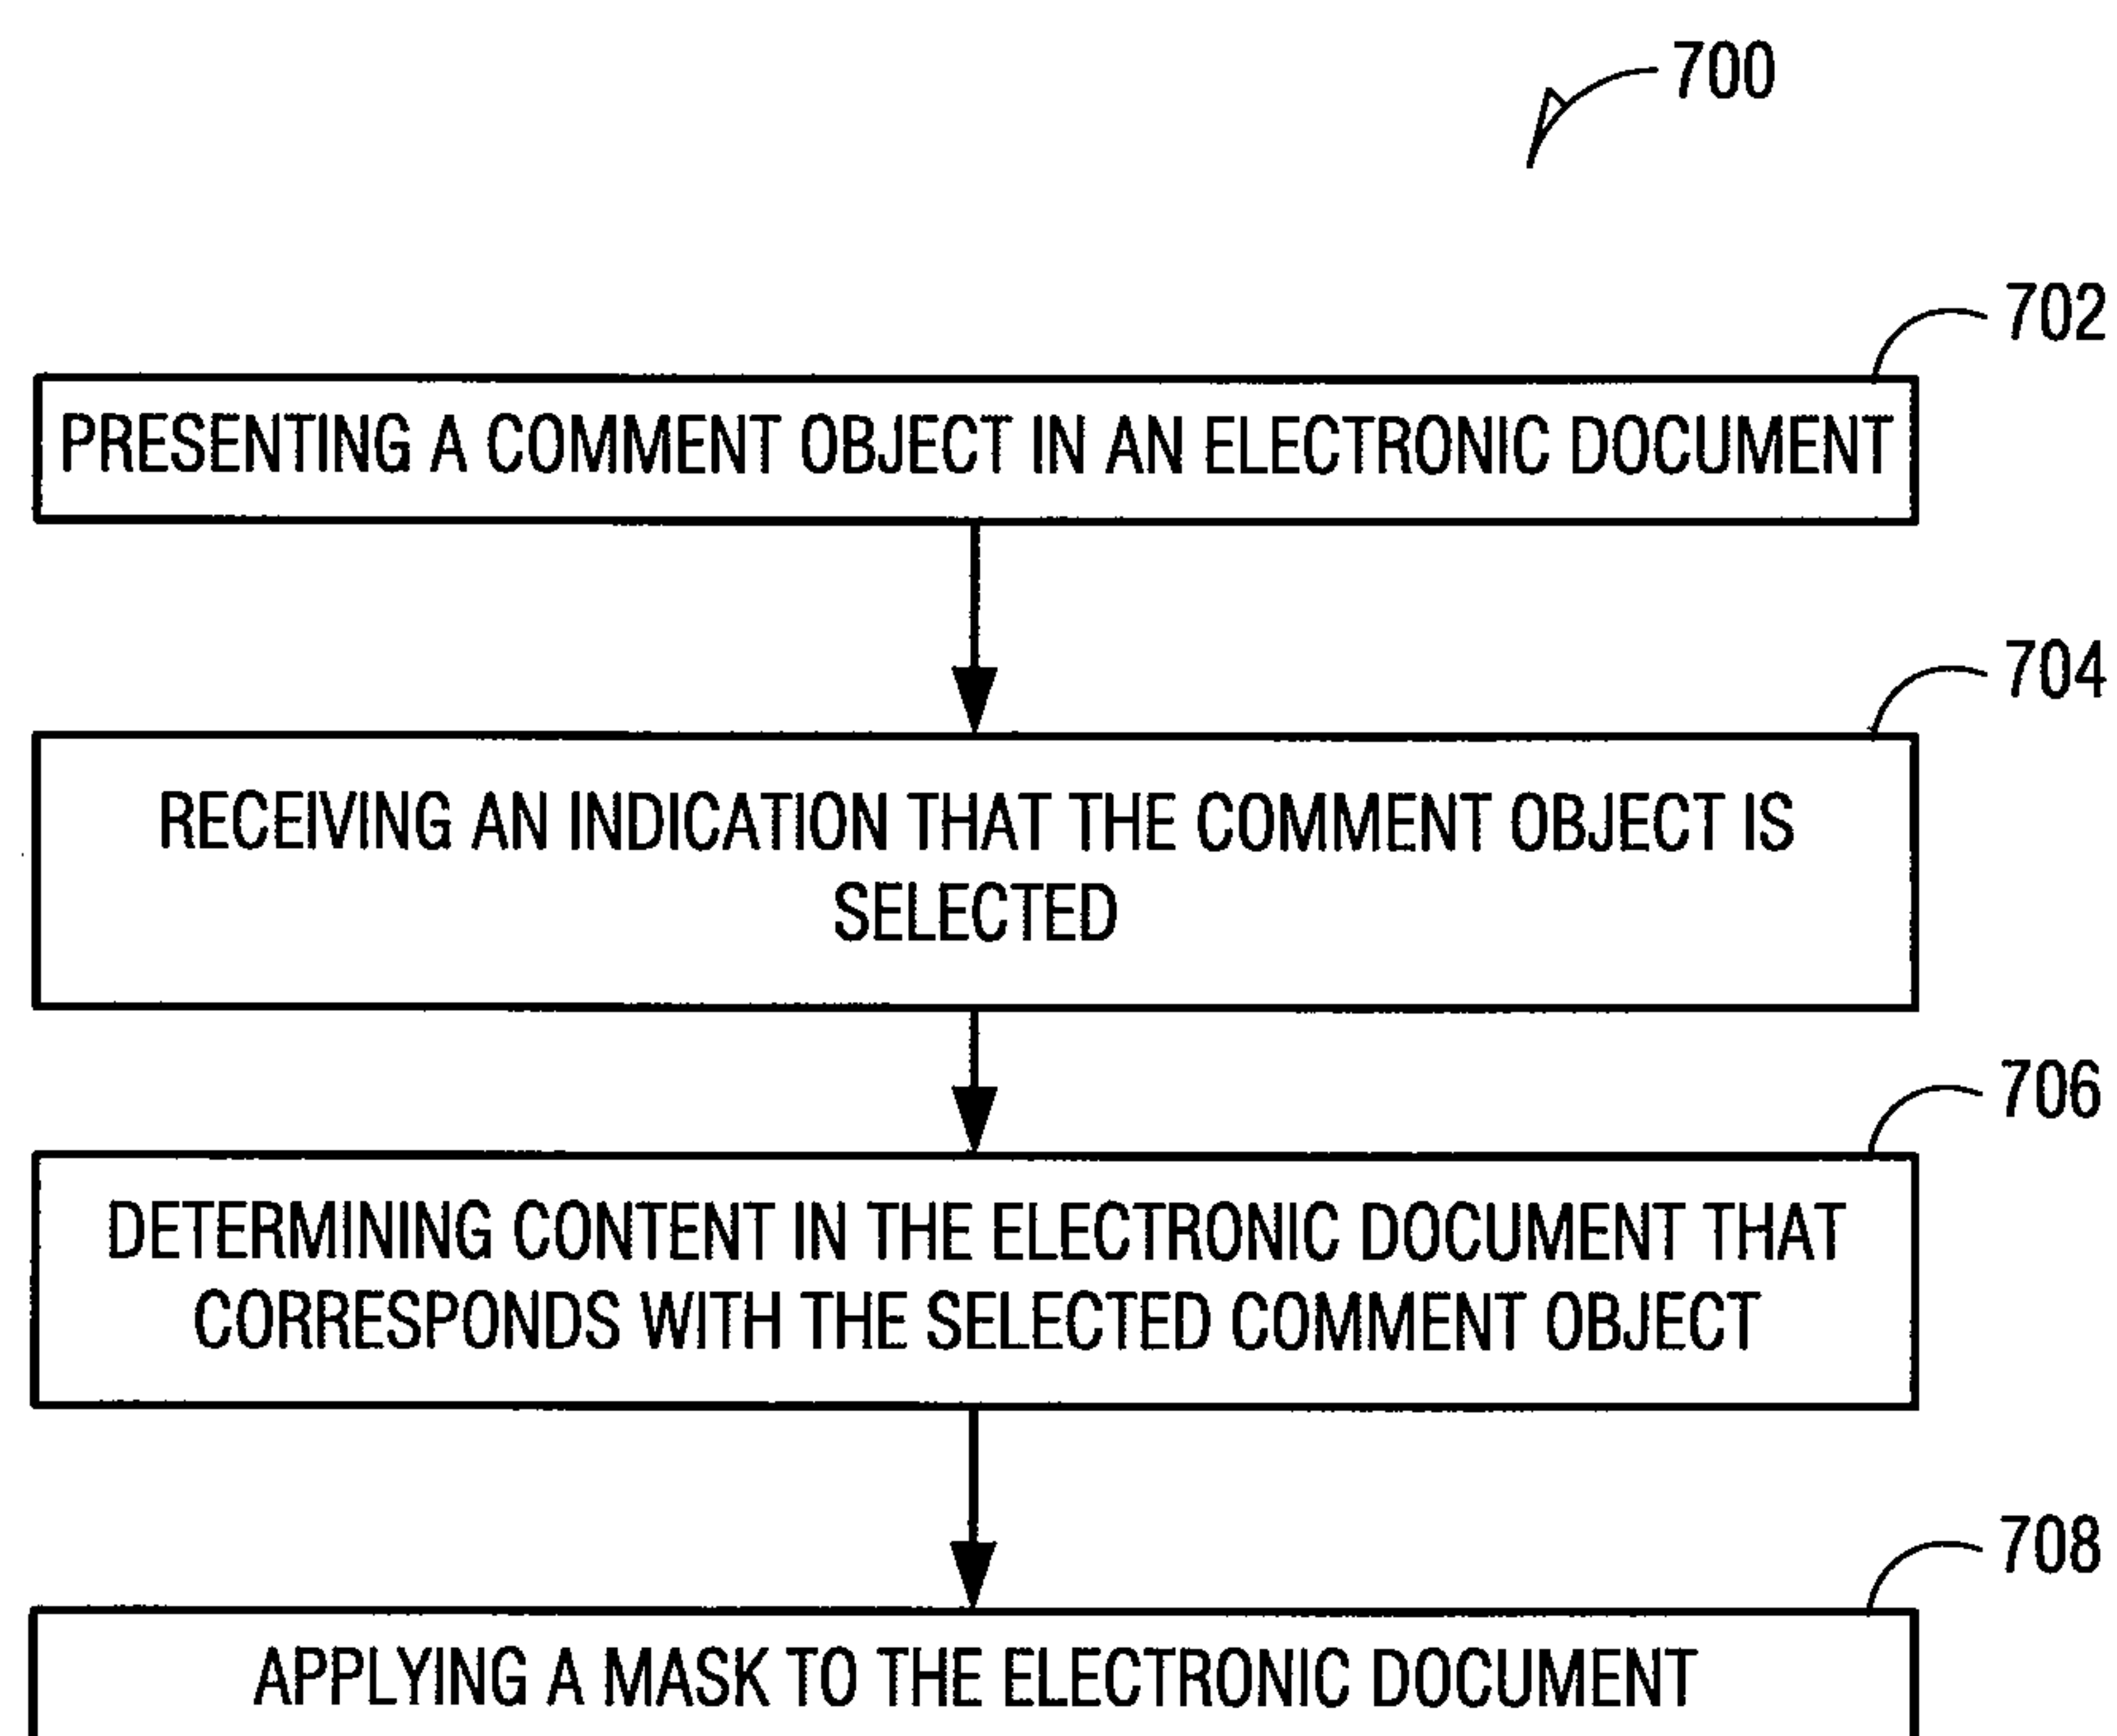 700
702
PRESENTING A COMMENT OBJECT IN AN ELECTRONIC DOCUMENT
704
RECEIVING AN INDICATION THAT THE COMMENT OBJECT IS
SELECTED
706
DETERMINING CONTENT IN THE ELECTRONIC DOCUMENT THAT
CORRESPONDS WITH THE SELECTED COMMENT OBJECT
708
APPLYING A MASK TO THE ELECTRONIC DOCUMENT